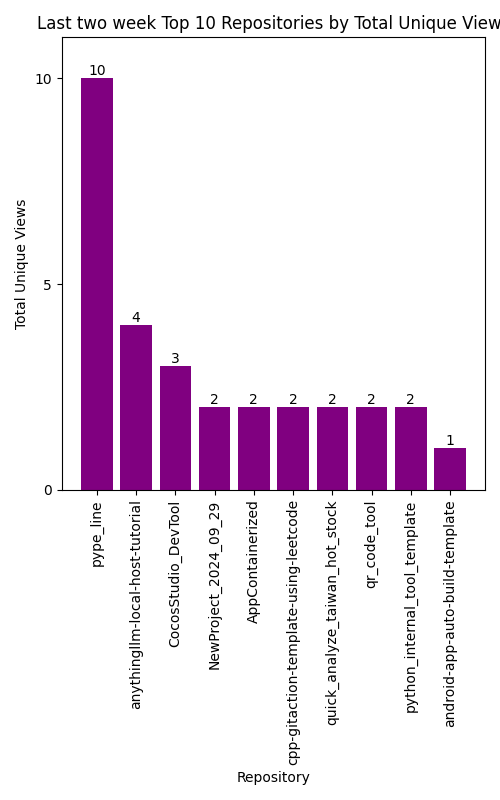 Last two week Top 10 Repositories by Total Unique View
Total Unique Views
10
5
0
10
4
3
2
2
2
2
2
2
1
pype_line
anythingllm-local-host-tutorial
CocosStudio_DevTool
NewProject_2024_09_29
AppContainerized
cpp-gitaction-template-using-leetcode
quick_analyze_taiwan_hot_stock
qr_code_tool
python_internal_tool_template
android-app-auto-build-template
Repository